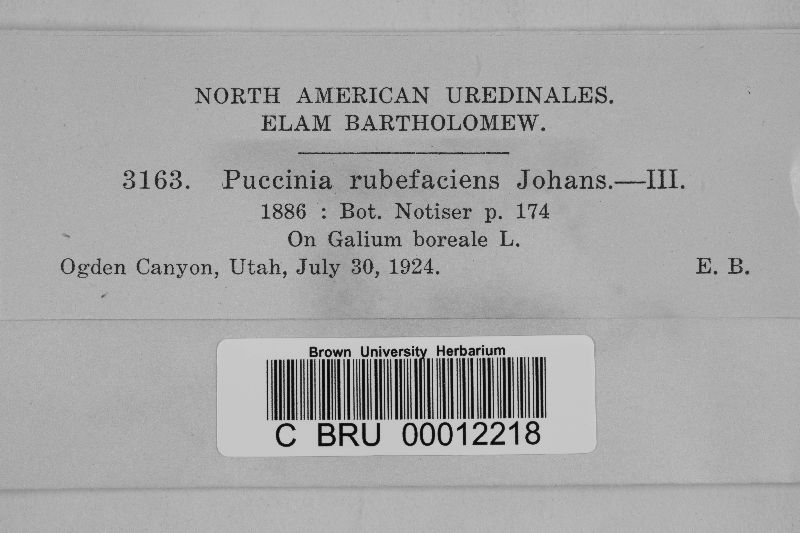 NORTH AMERICAN UREDINALES.
ELAM BARTHOLOMEW.
3163. Puccinia rubefaciens Johans.—III.
1886 : Bot. Notiser p. 174
On Galium boreale L.
Ogden Canyon, Utah, July 30, 1924. E. B.
Brown University Herbarium
C BRU 00012218